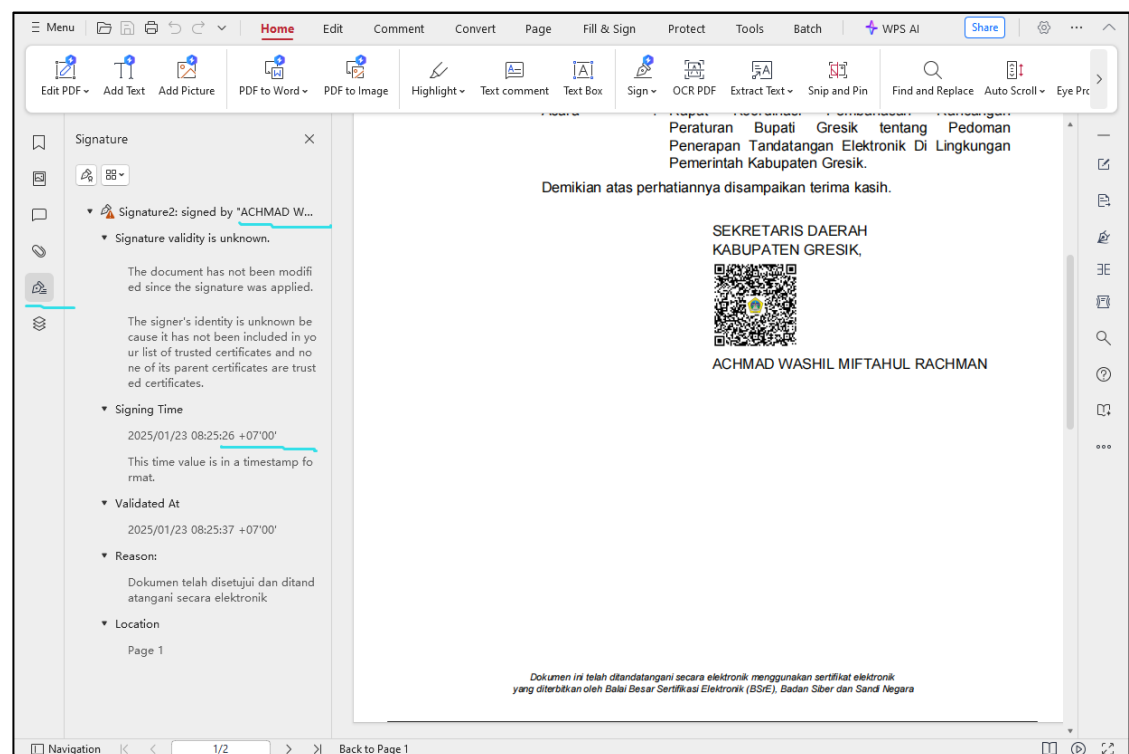 Menu
Home Edit Comment Convert Page Fill & Sign Protect Tools Batch WPS AI Share
Edit PDF Add Text Add Picture PDF to Word PDF to Image Highlight Text comment Text Box Sign OCR PDF Extract Text Snip and Pin Find and Replace Auto Scroll Eye Pro
Signature
Signature2: signed by "ACHMAD W...
Signature validity is unknown.
The document has not been modifi
ed since the signature was applied.
The signer's identity is unknown be
cause it has not been included in yo
ur list of trusted certificates and no
ne of its parent certificates are trust
ed certificates.
Signing Time
2025/01/23 08:25:26 +07'00'
This time value is in a timestamp fo
rmat.
Validated At
2025/01/23 08:25:37 +07'00'
Reason:
Dokumen telah disetujui dan ditand
atangani secara elektronik
Location
Page 1
Peraturan Bupati Gresik tentang Pedoman
Penerapan Tandatangan Elektronik Di Lingkungan
Pemerintah Kabupaten Gresik.
Demikian atas perhatiannya disampaikan terima kasih.
SEKRETARIS DAERAH
KABUPATEN GRESIK,
ACHMAD WASHIL MIFTAHUL RACHMAN
Dokumen ini telah ditandatangani secara elektronik menggunakan sertifikat elektronik
yang diterbitkan oleh Balai Besar Sertifikasi Elektronik (BSrE), Badan Siber dan Sandi Negara
Navigation 1/2 Back to Page 1